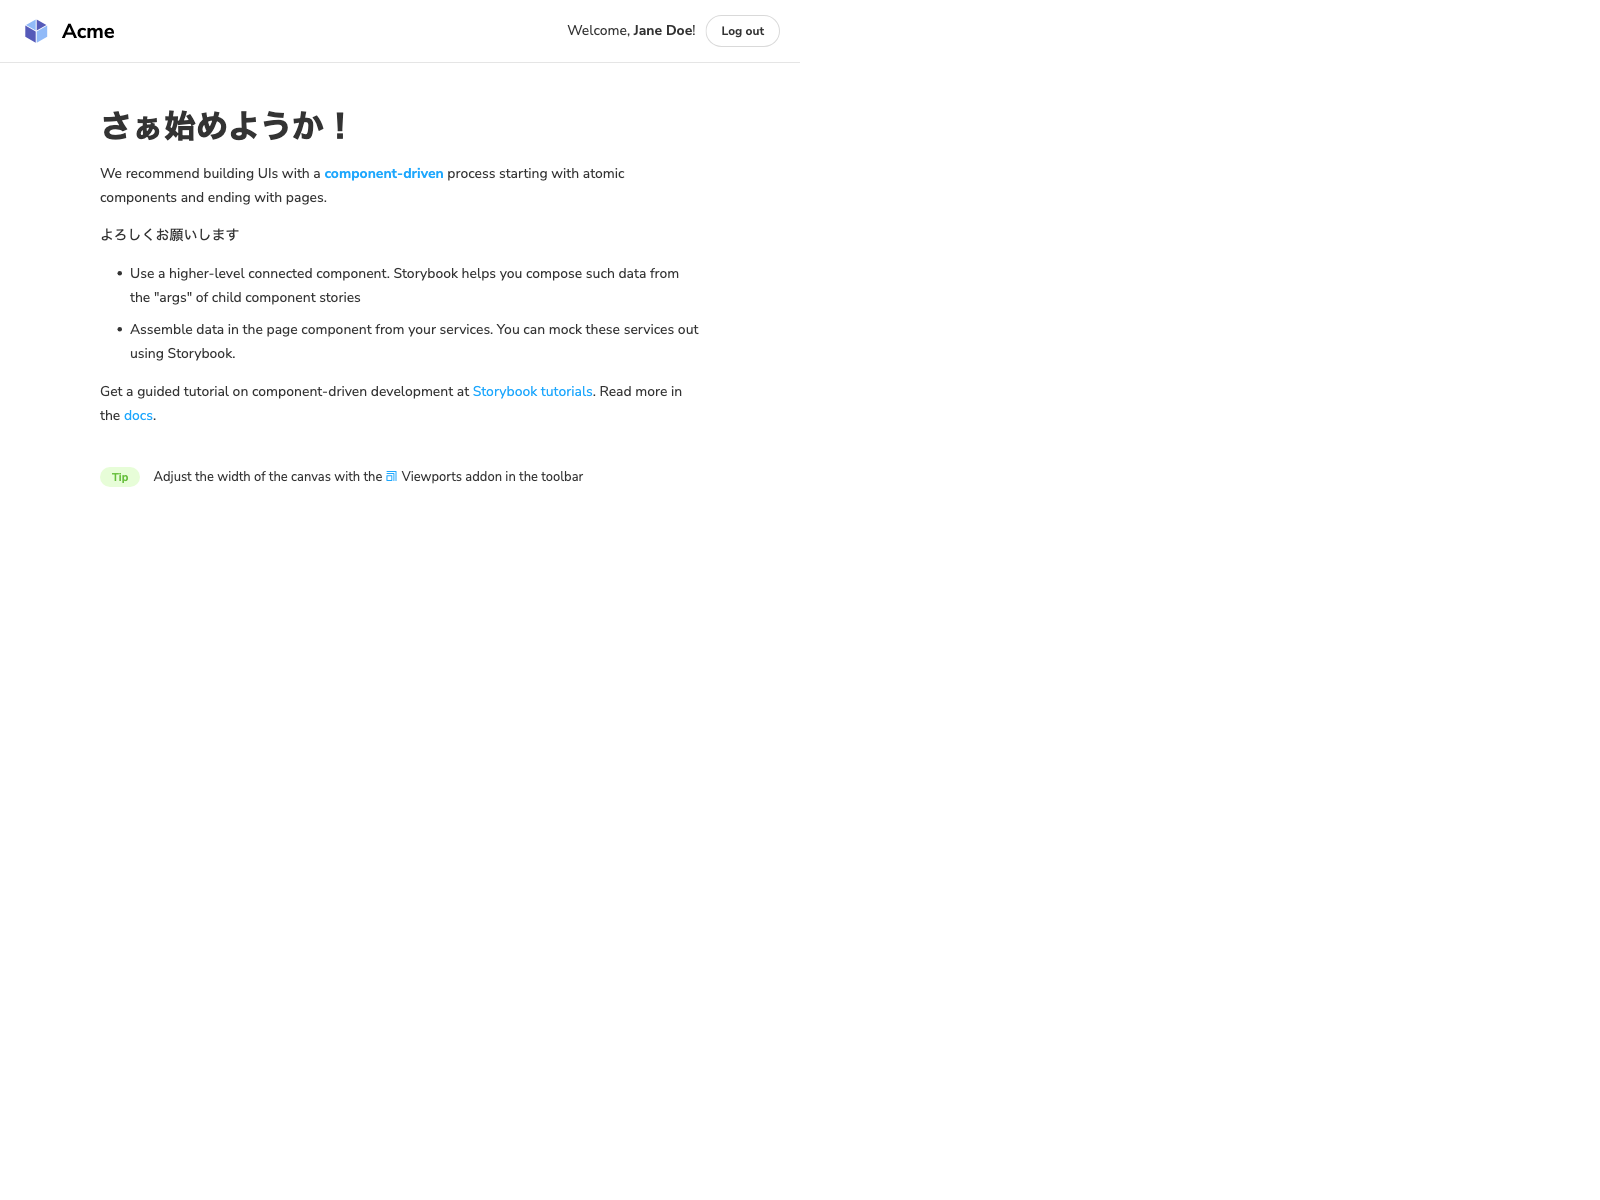 Acme
Welcome, Jane Doe!
Log out
さぁ始めようか！
We recommend building UIs with a component-driven process starting with atomic
components and ending with pages.
よろしくお願いします
• Use a higher-level connected component. Storybook helps you compose such data from
the "args" of child component stories
• Assemble data in the page component from your services. You can mock these services out
using Storybook.
Get a guided tutorial on component-driven development at Storybook tutorials. Read more in
the docs.
Tip
Adjust the width of the canvas with the Viewports addon in the toolbar